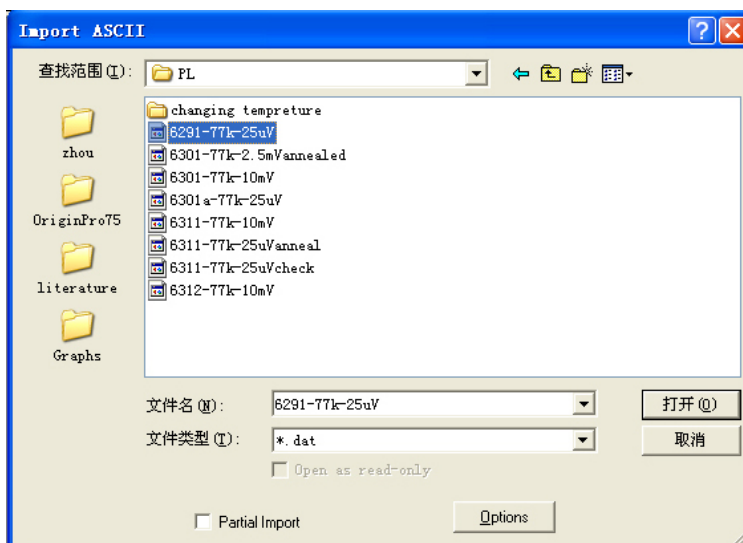 Import ASCII
查找范围(I): PL
changing tempreture
6291-77k-25uV
6301-77k-2.5mVannealed
6301-77k-10mV
6301a-77k-25uV
6311-77k-10mV
6311-77k-25uVanneal
6311-77k-25uVcheck
6312-77k-10mV
zhou
OriginPro75
literature
Graphs
文件名(N): 6291-77k-25uV 打开(O)
文件类型(T): *.dat 取消
Open as read-only
Partial Import Options